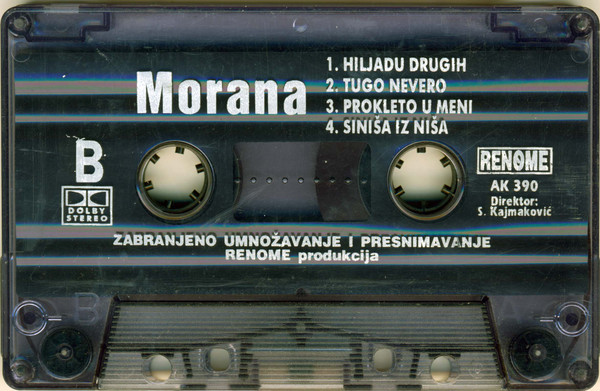 Morana
1. HILJADU DRUGIH
2. TUGO NEVERO
3. PROKLETO U MENI
4. SINIŠA IZ NIŠA
B
DOLBY
STEREO
RENOME
AK 390
Direktor:
S. Kajmaković
ZABRANJENO UMNOŽAVANJE I PRESNIMAVANJE
RENOME produkcija
B
A